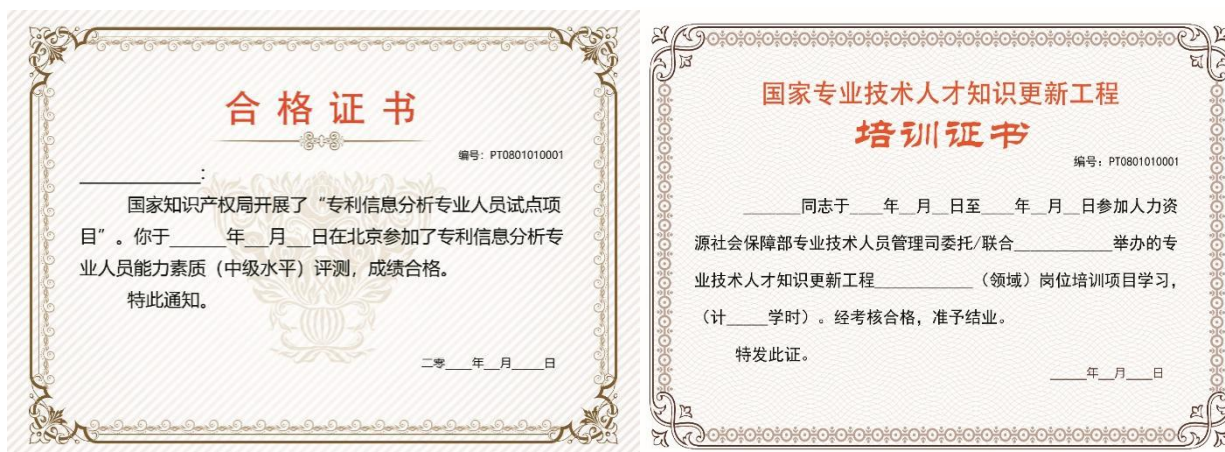 合格证书
编号：PT0801010001
____________：
国家知识产权局开展了“专利信息分析专业人员试点项
目”。你于______年__月__日在北京参加了专利信息分析专
业人员能力素质（中级水平）评测，成绩合格。
特此通知。
二零____年__月____日
国家专业技术人才知识更新工程
培训证书
编号：PT0801010001
_______同志于____年__月__日至____年__月__日参加人力资
源社会保障部专业技术人员管理司委托/联合____________举办的专
业技术人才知识更新工程____________（领域）岗位培训项目学习，
（计_____学时）。经考核合格，准予结业。
特发此证。
_____年__月____日